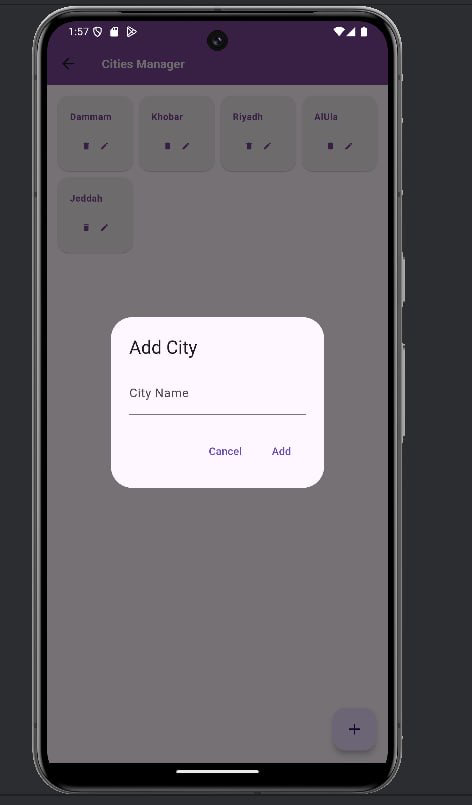 1:57
Cities Manager
Dammam Khobar Riyadh AlUla
Jeddah
Add City
City Name
Cancel Add